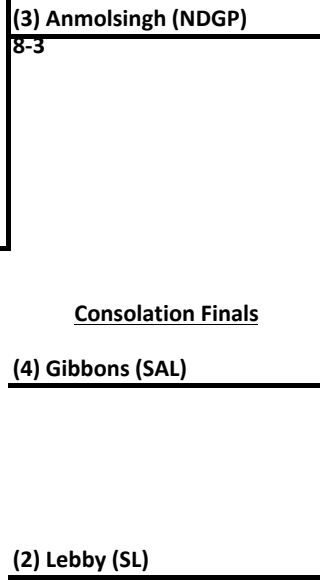 (3) Anmolsingh (NDGP)
8-3
Consolation Finals
(4) Gibbons (SAL)
(2) Lebby (SL)